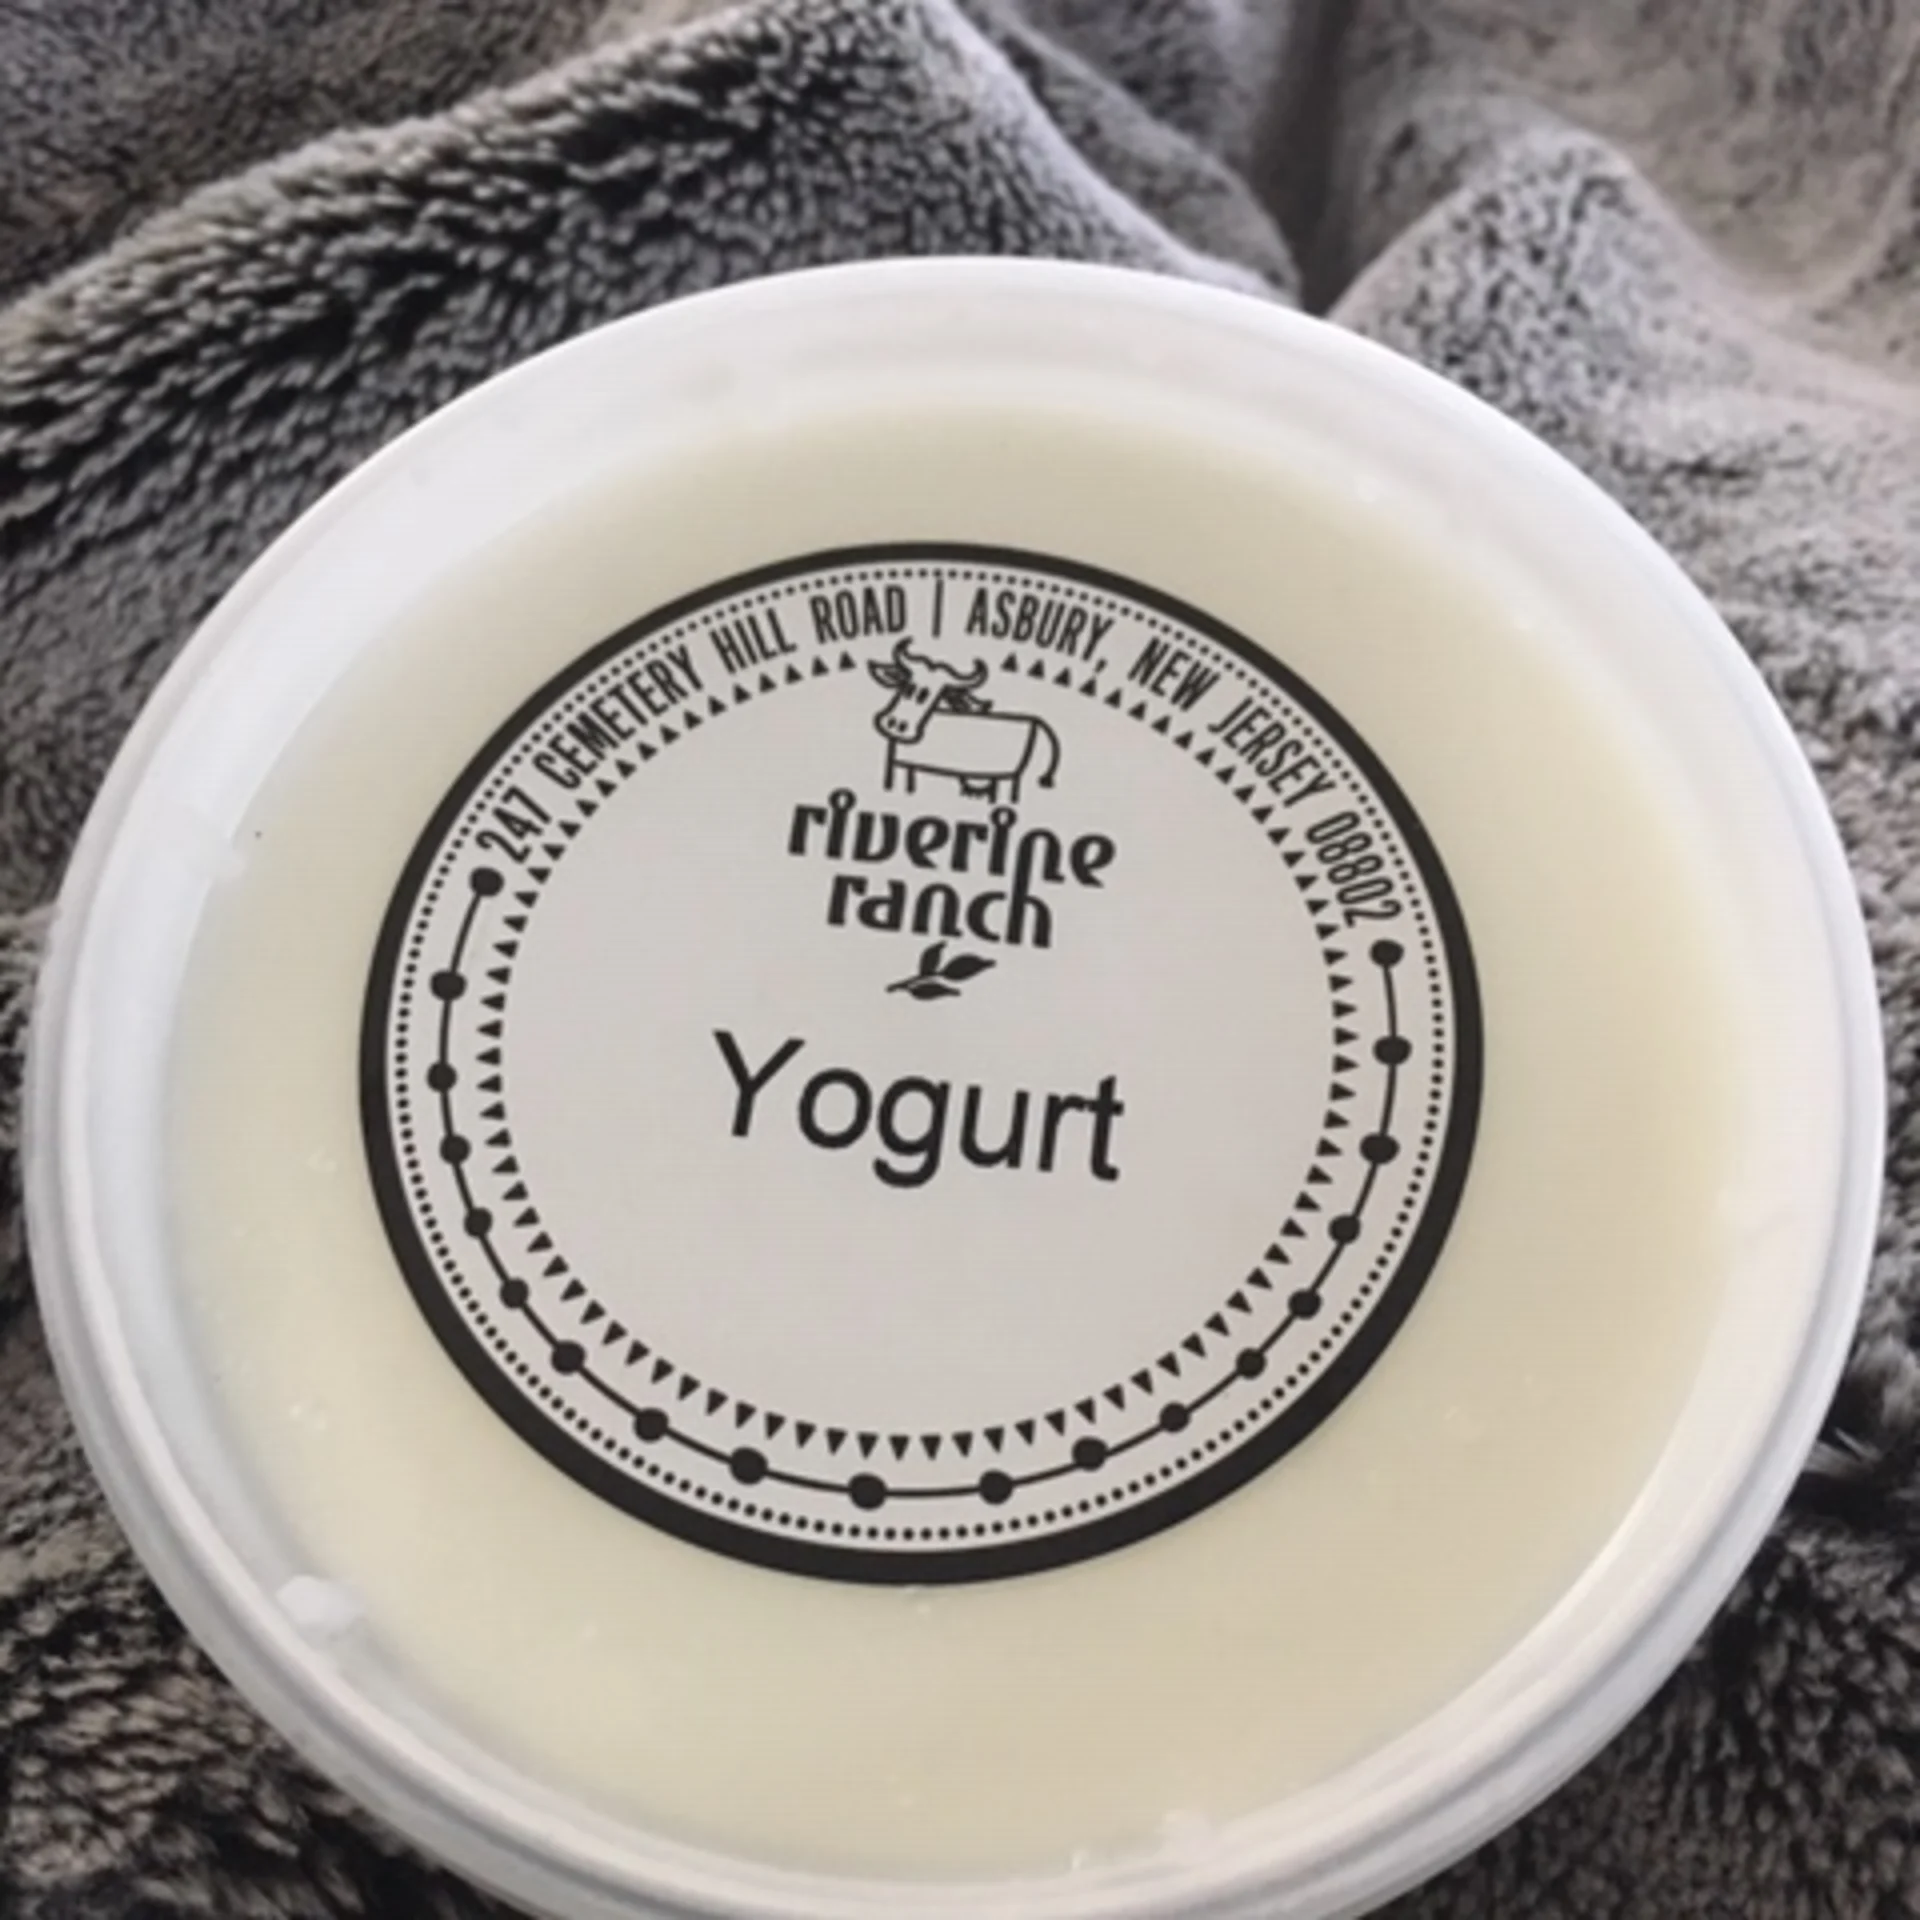 247 CEMETERY HILL ROAD | ASBURY, NEW JERSEY 08802
riverine
ranch
Yogurt